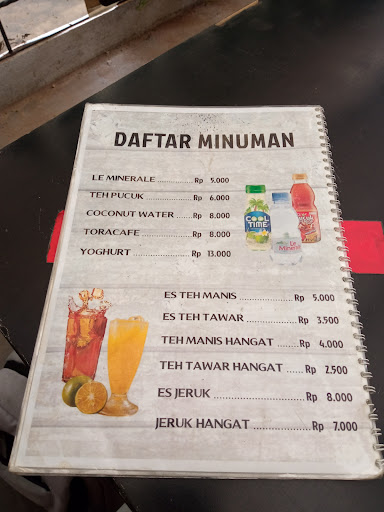 DAFTAR MINUMAN
LE MINERALE ............... Rp 5.000
TEH PUCUK ................ Rp 6.000
COCONUT WATER ....... Rp 8.000
TORACAFE ................. Rp 8.000
YOGHURT .................. Rp 13.000
COOL
TIME
Le
ES TEH MANIS ................. Rp 5.000
ES TEH TAWAR ................ Rp 3.500
TEH MANIS HANGAT ...... Rp 4.000
TEH TAWAR HANGAT ...... Rp 2.500
ES JERUK ......................... Rp 8.000
JERUK HANGAT ............... Rp 7.000